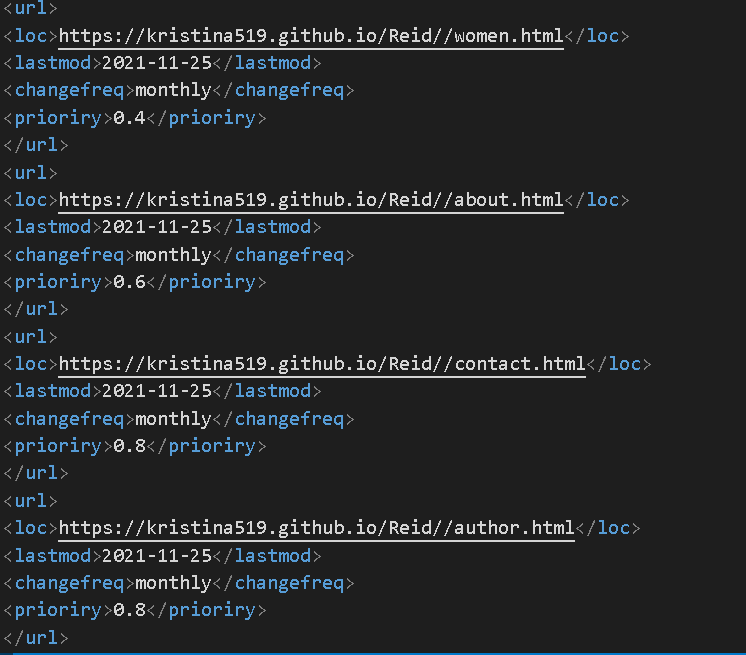 <url>
<loc>https://kristina519.github.io/Reid//women.html</loc>
<lastmod>2021-11-25</lastmod>
<changefreq>monthly</changefreq>
<prioriry>0.4</prioriry>
</url>
<url>
<loc>https://kristina519.github.io/Reid//about.html</loc>
<lastmod>2021-11-25</lastmod>
<changefreq>monthly</changefreq>
<prioriry>0.6</prioriry>
</url>
<url>
<loc>https://kristina519.github.io/Reid//contact.html</loc>
<lastmod>2021-11-25</lastmod>
<changefreq>monthly</changefreq>
<prioriry>0.8</prioriry>
</url>
<url>
<loc>https://kristina519.github.io/Reid//author.html</loc>
<lastmod>2021-11-25</lastmod>
<changefreq>monthly</changefreq>
<prioriry>0.8</prioriry>
</url>